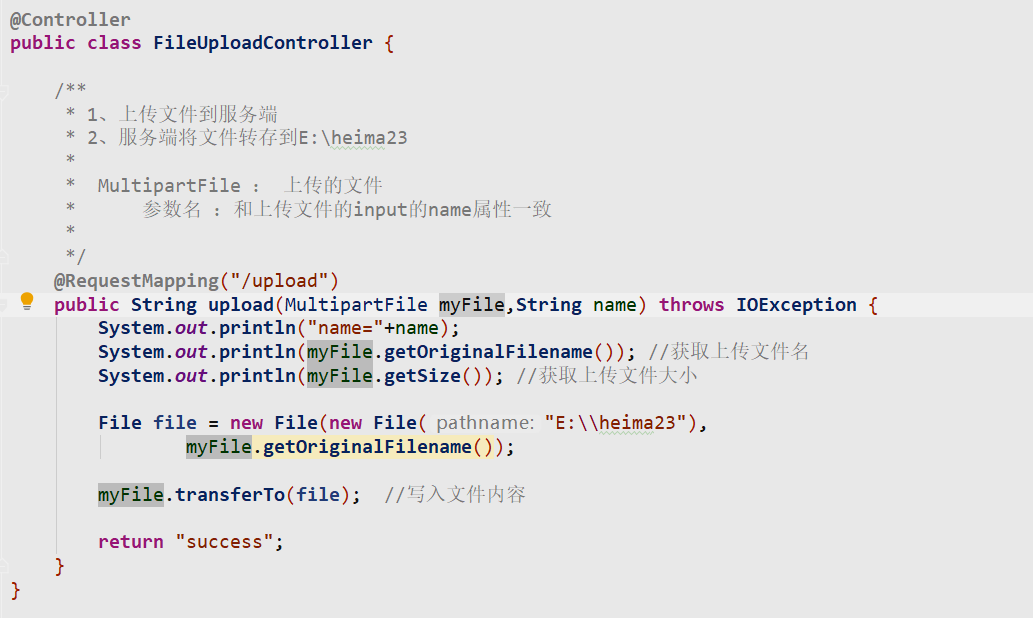 @Controller
public class FileUploadController {
/**
* 1、上传文件到服务端
* 2、服务端将文件转存到E:\heima23
*
* MultipartFile ： 上传的文件
* 参数名 ：和上传文件的input的name属性一致
*
*/
@RequestMapping("/upload")
public String upload(MultipartFile myFile,String name) throws IOException {
System.out.println("name="+name);
System.out.println(myFile.getOriginalFilename()); //获取上传文件名
System.out.println(myFile.getSize()); //获取上传文件大小
File file = new File(new File( pathname: "E:\\heima23"),
myFile.getOriginalFilename());
myFile.transferTo(file); //写入文件内容
return "success";
}
}